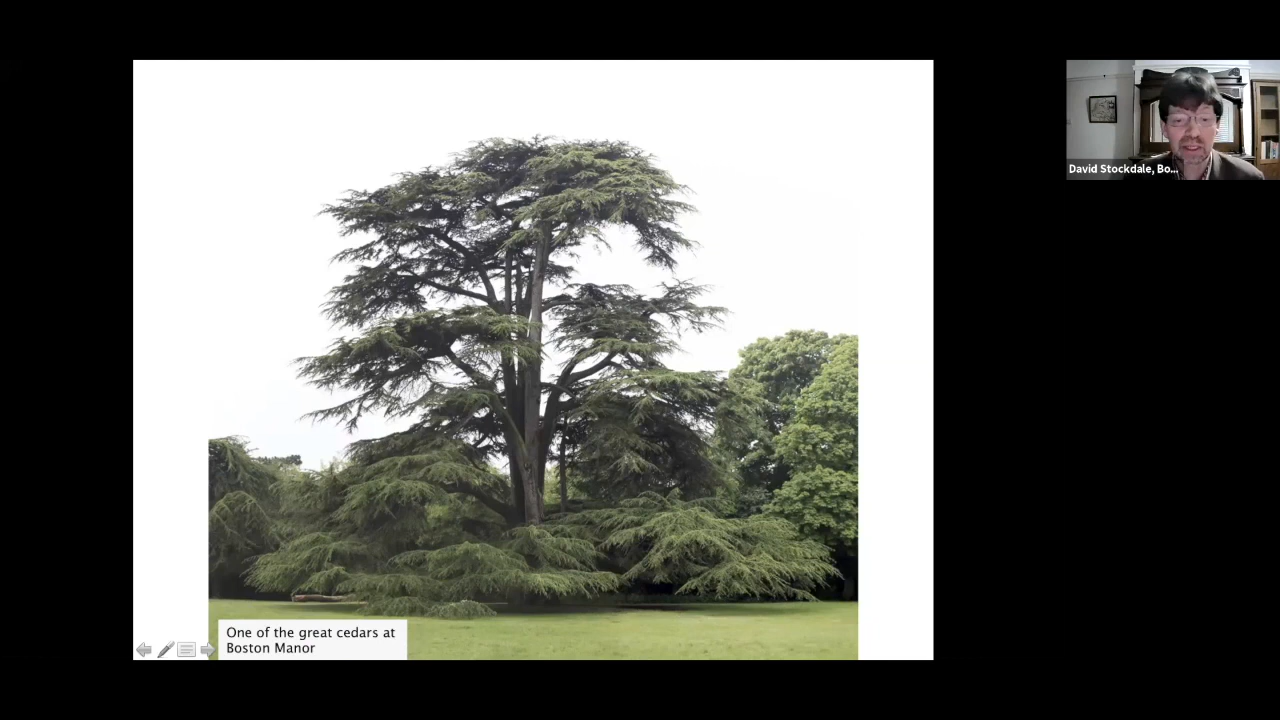 David Stockdale, Bo...
One of the great cedars at
Boston Manor